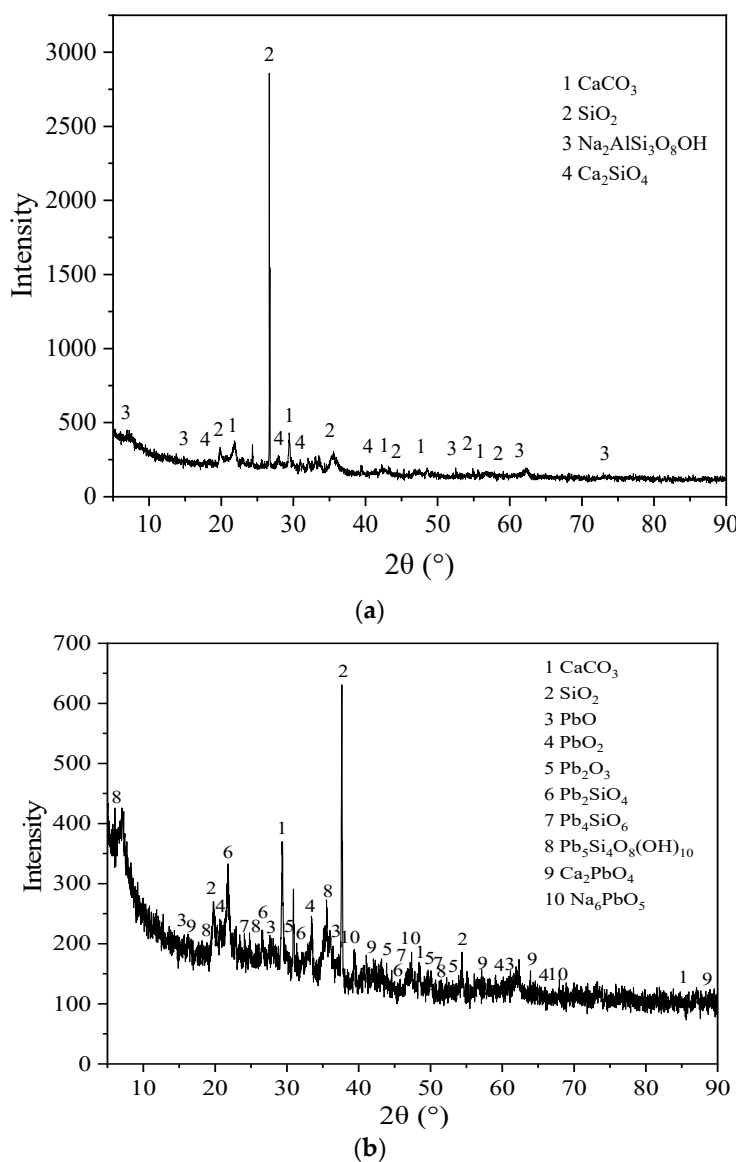 3000
2500
2000
1500
1000
500
0
Intensity
2
1 CaCO₃
2 SiO₂
3 Na₂AlSi₃O₈OH
4 Ca₂SiO₄
3 3 4 2 1 4 1 4 2 4 1 2 1 3 2 1 2 3 3
10 20 30 40 50 60 70 80 90
2θ (°)
(a)
700
600
500
400
300
200
100
0
Intensity
2
1 CaCO₃
2 SiO₂
3 PbO
4 PbO₂
5 Pb₂O₃
6 Pb₂SiO₄
7 Pb₄SiO₆
8 Pb₅Si₄O₈(OH)₁₀
9 Ca₂PbO₄
10 Na₆PbO₅
8 3 9 8 2 4 6 7 8 6 3 1 5 6 4 8 3 10 9 5 6 7 10 1 5 7 8 5 2 9 4 3 9 4 10 1 9
10 20 30 40 50 60 70 80 90
2θ (°)
(b)